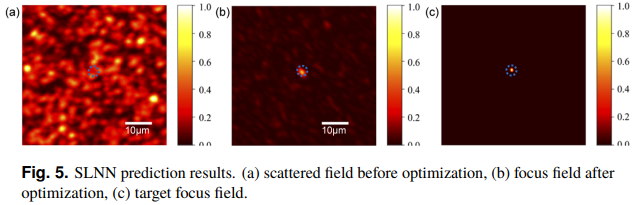 (a)
1.0
0.8
0.6
0.4
0.2
0.0
10μm
(b)
1.0
0.8
0.6
0.4
0.2
0.0
10μm
(c)
1.0
0.8
0.6
0.4
0.2
0.0
Fig. 5. SLNN prediction results. (a) scattered field before optimization, (b) focus field after
optimization, (c) target focus field.